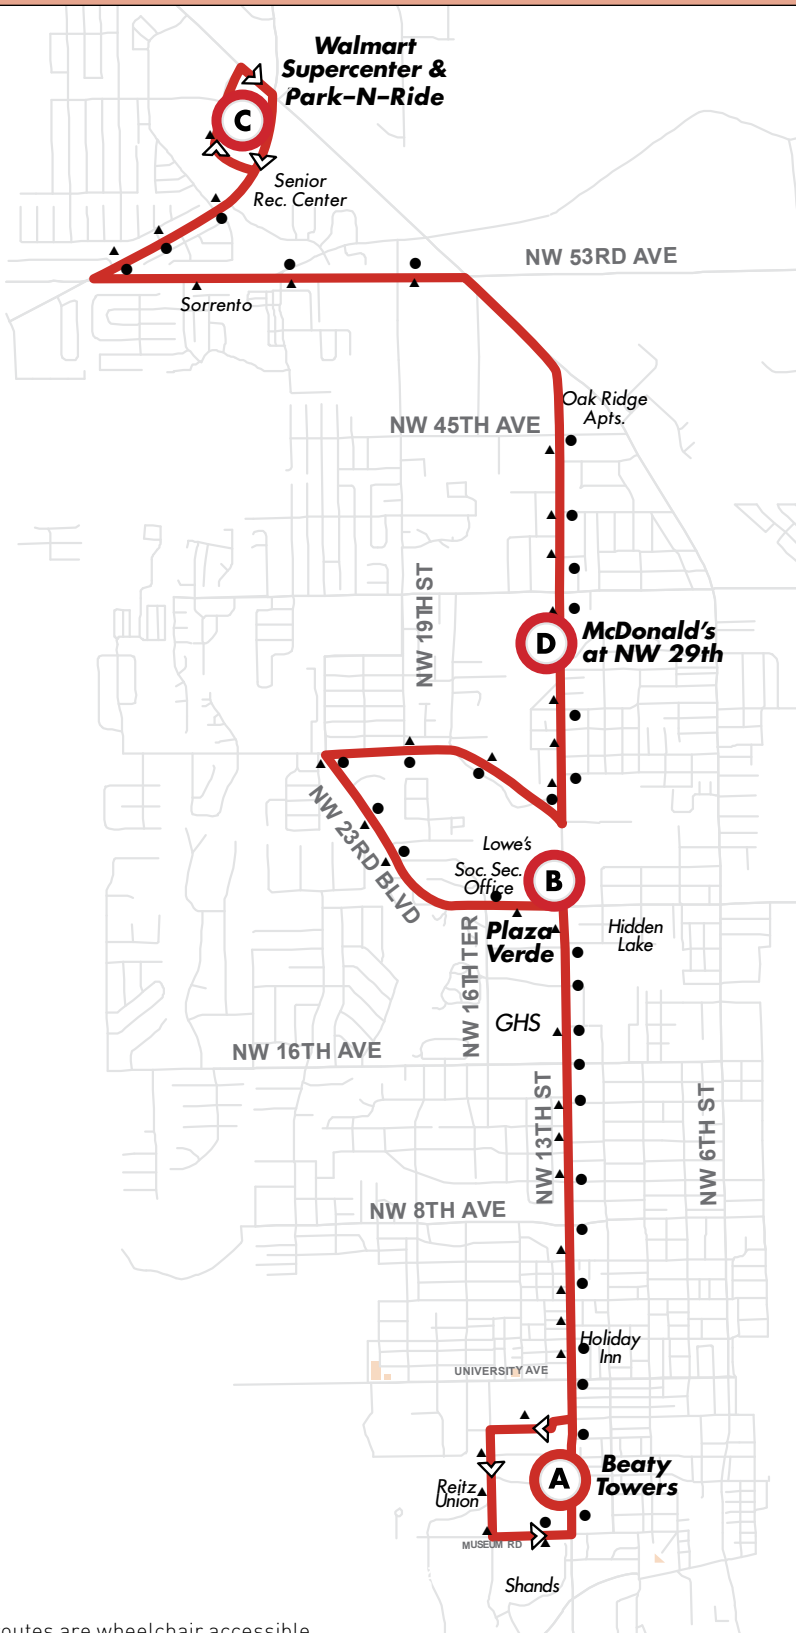 Walmart
Supercenter &
Park-N-Ride
C
Senior
Rec. Center
NW 53RD AVE
Sorrento
Oak Ridge
Apts.
NW 45TH AVE
NW 19TH ST
D
McDonald's
at NW 29th
NW 23RD BLVD
Lowe's
Soc. Sec.
Office
B
Plaza
Verde
Hidden
Lake
NW 16TH TER
GHS
NW 16TH AVE
NW 13TH ST
NW 6TH ST
NW 8TH AVE
Holiday
Inn
UNIVERSITY AVE
A
Beaty
Towers
Reitz
Union
MUSEUM RD
Shands
outes are wheelchair accessible